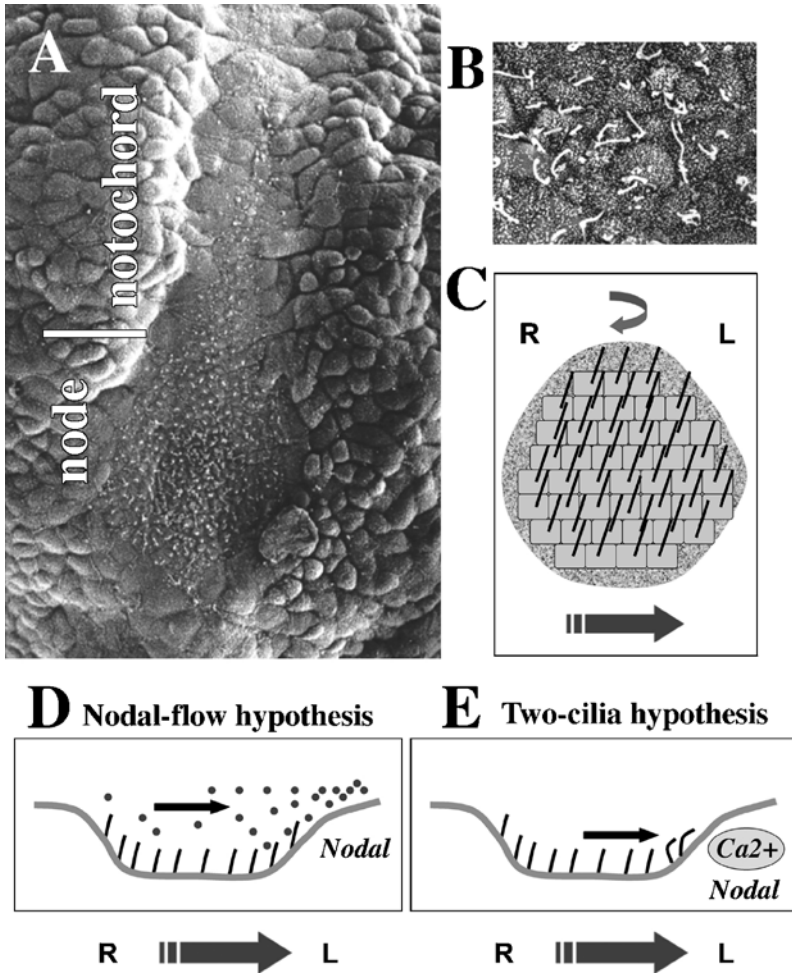 A
notochord
node
B
C
R L
D Nodal-flow hypothesis
Nodal
R L
E Two-cilia hypothesis
Ca2+
Nodal
R L